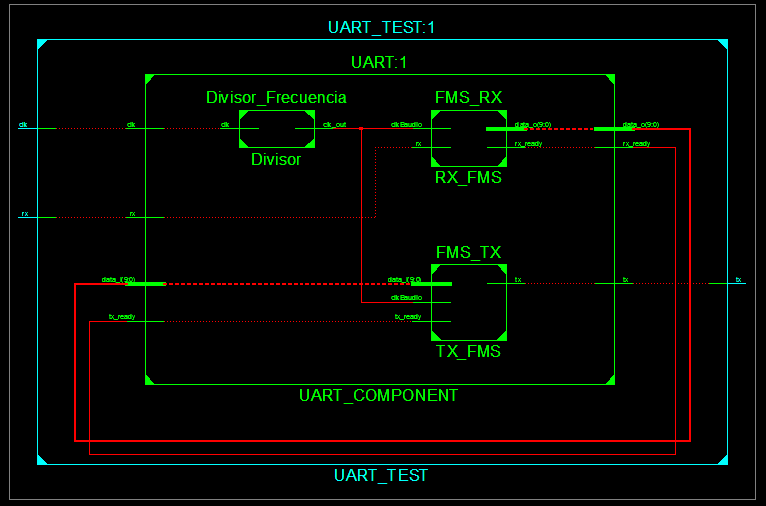 UART_TEST:1
UART:1
Divisor_Frecuencia
FMS_RX
clk
clk
clk
clk_out
clkBaudio
data_o(9:0)
data_o(9:0)
Divisor
rx
rx_ready
rx_ready
RX_FMS
rx
rx
FMS_TX
data_i(9:0)
data_i(9:0)
tx
tx
tx
clkBaudio
tx_ready
tx_ready
TX_FMS
UART_COMPONENT
UART_TEST